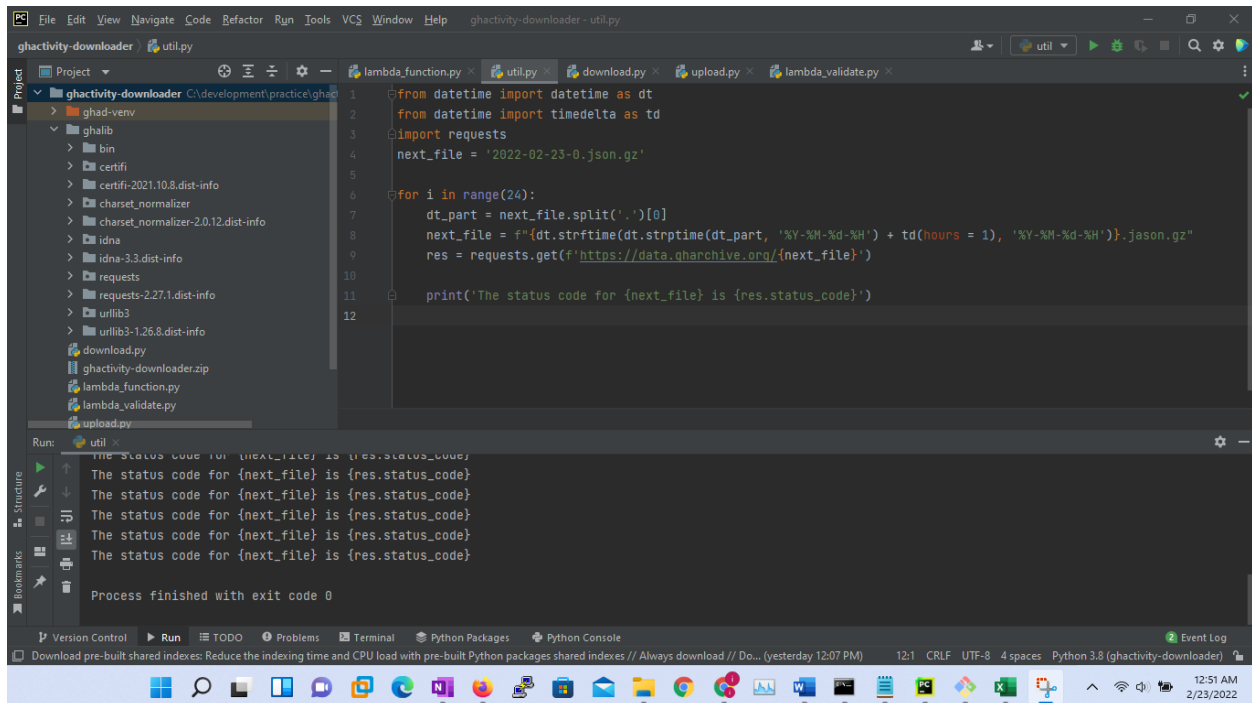 File Edit View Navigate Code Refactor Run Tools VCS Window Help ghactivity-downloader - util.py
ghactivity-downloader util.py util
Project
lambda_function.py util.py download.py upload.py lambda_validate.py
Project
ghactivity-downloader C:\development\practice\ghact
ghad-venv
ghalib
bin
certifi
certifi-2021.10.8.dist-info
charset_normalizer
charset_normalizer-2.0.12.dist-info
idna
idna-3.3.dist-info
requests
requests-2.27.1.dist-info
urllib3
urllib3-1.26.8.dist-info
download.py
ghactivity-downloader.zip
lambda_function.py
lambda_validate.py
upload.py
1 from datetime import datetime as dt
2 from datetime import timedelta as td
3 import requests
4 next_file = '2022-02-23-0.json.gz'
5
6 for i in range(24):
7 dt_part = next_file.split('.')[0]
8 next_file = f"{dt.strftime(dt.strptime(dt_part, '%Y-%M-%d-%H') + td(hours = 1), '%Y-%M-%d-%H')}.jason.gz"
9 res = requests.get(f'https://data.gharchive.org/{next_file}')
10
11 print('The status code for {next_file} is {res.status_code}')
12
Run: util
The status code for {next_file} is {res.status_code}
The status code for {next_file} is {res.status_code}
The status code for {next_file} is {res.status_code}
The status code for {next_file} is {res.status_code}
The status code for {next_file} is {res.status_code}
The status code for {next_file} is {res.status_code}
Process finished with exit code 0
Structure
Bookmarks
Version Control Run TODO Problems Terminal Python Packages Python Console 2 Event Log
Download pre-built shared indexes: Reduce the indexing time and CPU load with pre-built Python packages shared indexes // Always download // Do... (yesterday 12:07 PM) 12:1 CRLF UTF-8 4 spaces Python 3.8 (ghactivity-downloader)
12:51 AM
2/23/2022